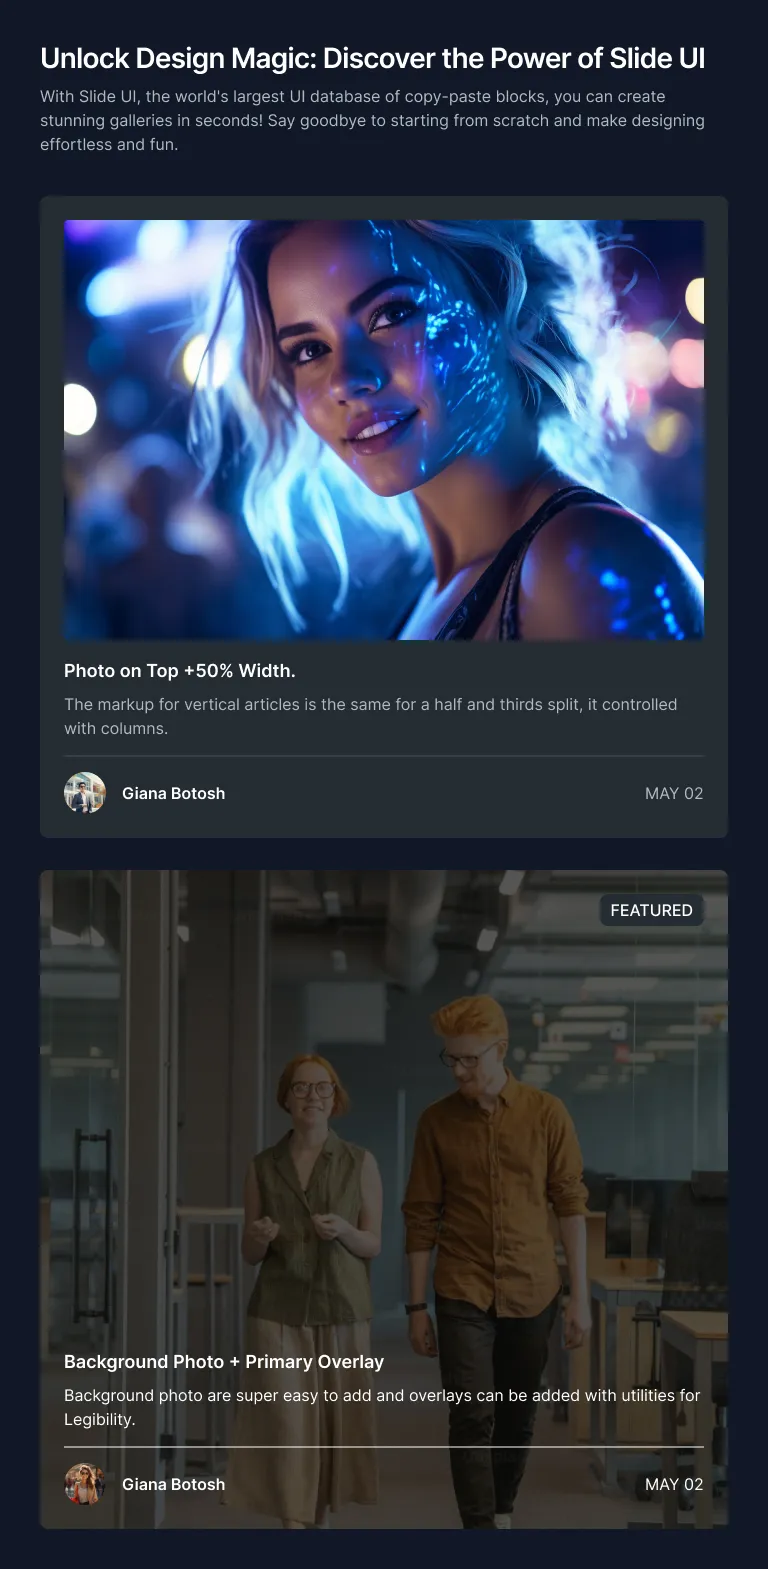 Unlock Design Magic: Discover the Power of Slide UI
With Slide UI, the world's largest UI database of copy-paste blocks, you can create
stunning galleries in seconds! Say goodbye to starting from scratch and make designing
effortless and fun.
Photo on Top +50% Width.
The markup for vertical articles is the same for a half and thirds split, it controlled
with columns.
Giana Botosh
MAY 02
FEATURED
Background Photo + Primary Overlay
Background photo are super easy to add and overlays can be added with utilities for
Legibility.
Giana Botosh
MAY 02